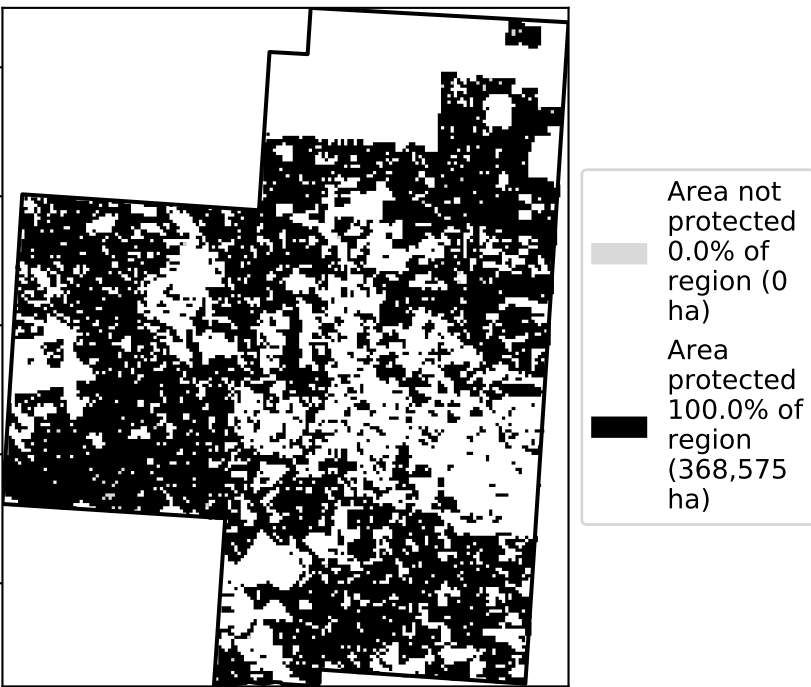 Area not
protected
0.0% of
region (0
ha)
Area
protected
100.0% of
region
(368,575
ha)